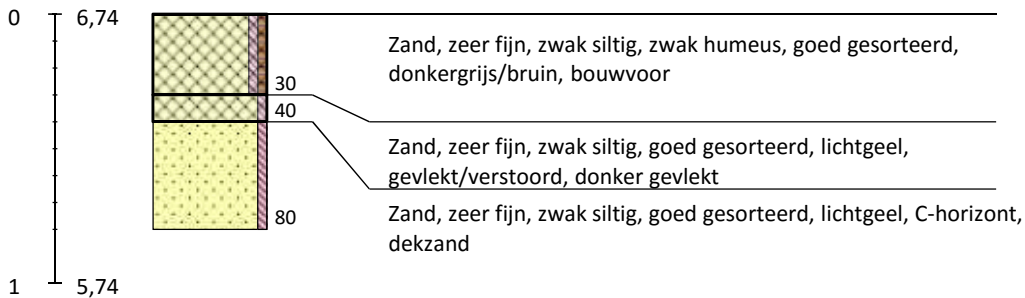 0 6,74
Zand, zeer fijn, zwak siltig, zwak humeus, goed gesorteerd,
donkergrijs/bruin, bouwvoor
30
40
Zand, zeer fijn, zwak siltig, goed gesorteerd, lichtgeel,
gevlekt/verstoord, donker gevlekt
Zand, zeer fijn, zwak siltig, goed gesorteerd, lichtgeel, C-horizont,
80
dekzand
1 5,74